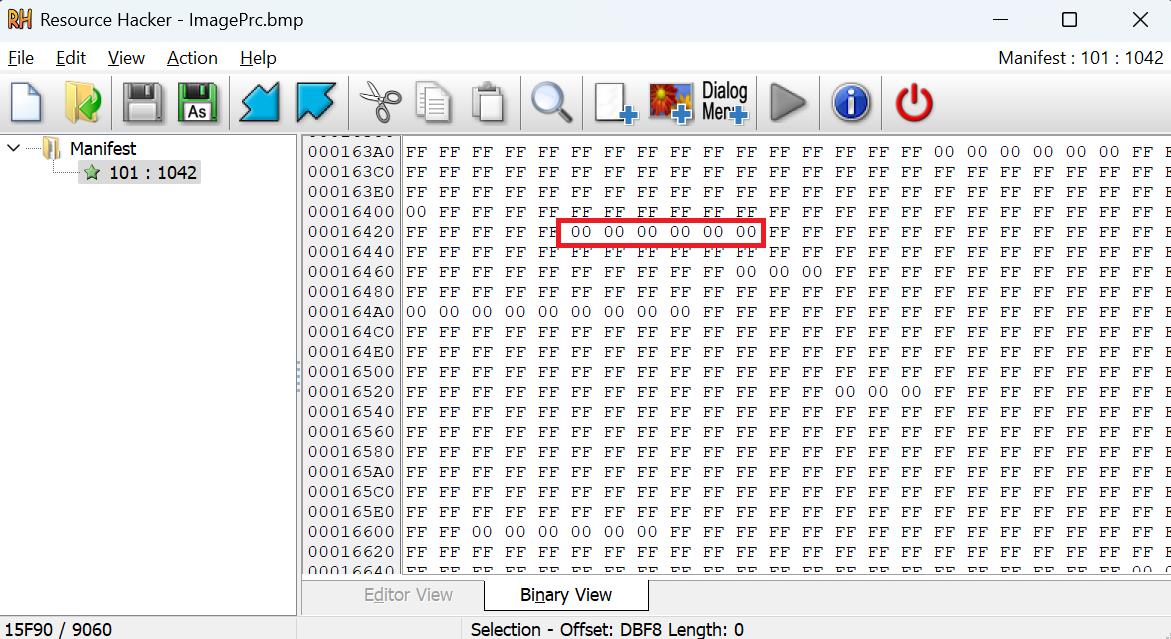 RH Resource Hacker - ImagePrc.bmp
File Edit View Action Help Manifest : 101 : 1042
As
Dialog
Men
Manifest
101 : 1042
000163A0 FF FF FF FF FF FF FF FF FF FF FF FF FF FF FF FF 00 00 00 00 00 00 FF
000163C0 FF FF FF FF FF FF FF FF FF FF FF FF FF FF FF FF FF FF FF FF FF FF FF
000163E0 FF FF FF FF FF FF FF FF FF FF FF FF FF FF FF FF FF FF FF FF FF FF FF
00016400 00 FF FF FF FF FF FF FF FF FF FF FF FF FF FF FF FF FF FF FF FF FF FF
00016420 FF FF FF FF FF 00 00 00 00 00 00 FF FF FF FF FF FF FF FF FF FF FF FF
00016440 FF FF FF FF FF FF FF FF FF FF FF FF FF FF FF FF FF FF FF FF FF FF FF
00016460 FF FF FF FF FF FF FF FF FF FF 00 00 00 FF FF FF FF FF FF FF FF FF FF
00016480 FF FF FF FF FF FF FF FF FF FF FF FF FF FF FF FF FF FF FF FF FF FF FF
000164A0 00 00 00 00 00 00 00 00 00 FF FF FF FF FF FF FF FF FF FF FF FF FF FF
000164C0 FF FF FF FF FF FF FF FF FF FF FF FF FF FF FF FF FF FF FF FF FF FF FF
000164E0 FF FF FF FF FF FF FF FF FF FF FF FF FF FF FF FF FF FF FF FF FF FF FF
00016500 FF FF FF FF FF FF FF FF FF FF FF FF FF FF FF FF FF FF FF FF FF FF FF
00016520 FF FF FF FF FF FF FF FF FF FF FF FF FF 00 00 00 FF FF FF FF FF FF FF
00016540 FF FF FF FF FF FF FF FF FF FF FF FF FF FF FF FF FF FF FF FF FF FF FF
00016560 FF FF FF FF FF FF FF FF FF FF FF FF FF FF FF FF FF FF FF FF FF FF FF
00016580 FF FF FF FF FF FF FF FF FF FF FF FF FF FF FF FF FF FF FF FF FF FF FF
000165A0 FF FF FF FF FF FF FF FF FF FF FF FF FF FF FF FF FF FF FF FF FF FF FF
000165C0 FF FF FF FF FF FF FF FF FF FF FF FF FF FF FF FF FF FF FF FF FF FF FF
000165E0 FF FF FF FF FF FF FF FF FF FF FF FF FF FF FF FF FF FF FF FF FF FF FF
00016600 FF FF 00 00 00 00 00 00 FF FF FF FF FF FF FF FF FF FF FF FF FF FF FF
00016620 FF FF FF FF FF FF FF FF FF FF FF FF FF FF FF FF FF FF FF FF FF FF FF
00016640 FF FF FF FF FF FF FF FF FF FF FF FF FF FF FF FF FF FF FF FF FF FF 00
Editor View Binary View
15F90 / 9060 Selection - Offset: DBF8 Length: 0